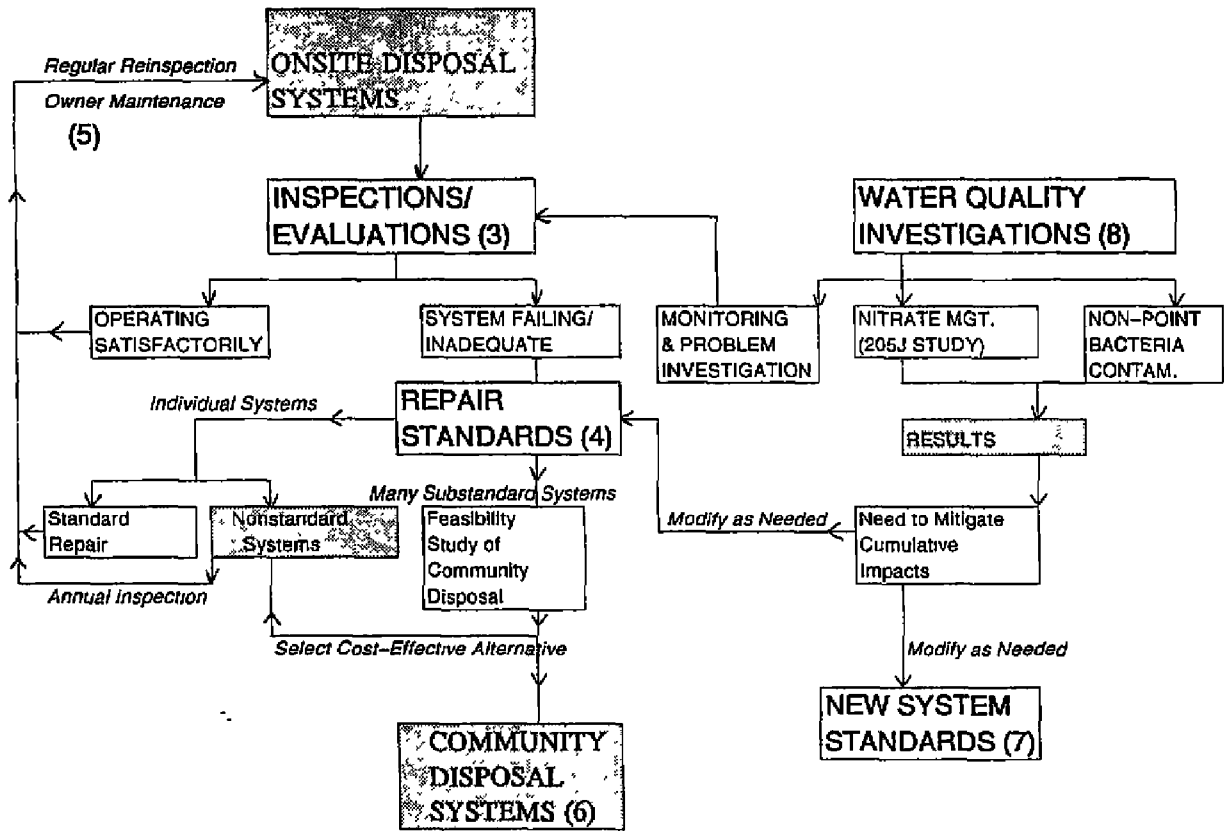 ONSITE DISPOSAL
SYSTEMS
Regular Reinspection
Owner Maintenance
(5)
INSPECTIONS/
EVALUATIONS (3)
WATER QUALITY
INVESTIGATIONS (8)
OPERATING
SATISFACTORILY
SYSTEM FAILING/
INADEQUATE
MONITORING
& PROBLEM
INVESTIGATION
NITRATE MGT.
(205J STUDY)
NON-POINT
BACTERIA
CONTAM.
Individual Systems
REPAIR
STANDARDS (4)
RESULTS
Many Substandard Systems
Standard
Repair
Nonstandard
Systems
Feasibility
Study of
Community
Disposal
Modify as Needed
Need to Mitigate
Cumulative
Impacts
Annual Inspection
Select Cost-Effective Alternative
Modify as Needed
NEW SYSTEM
STANDARDS (7)
COMMUNITY
DISPOSAL
SYSTEMS (6)